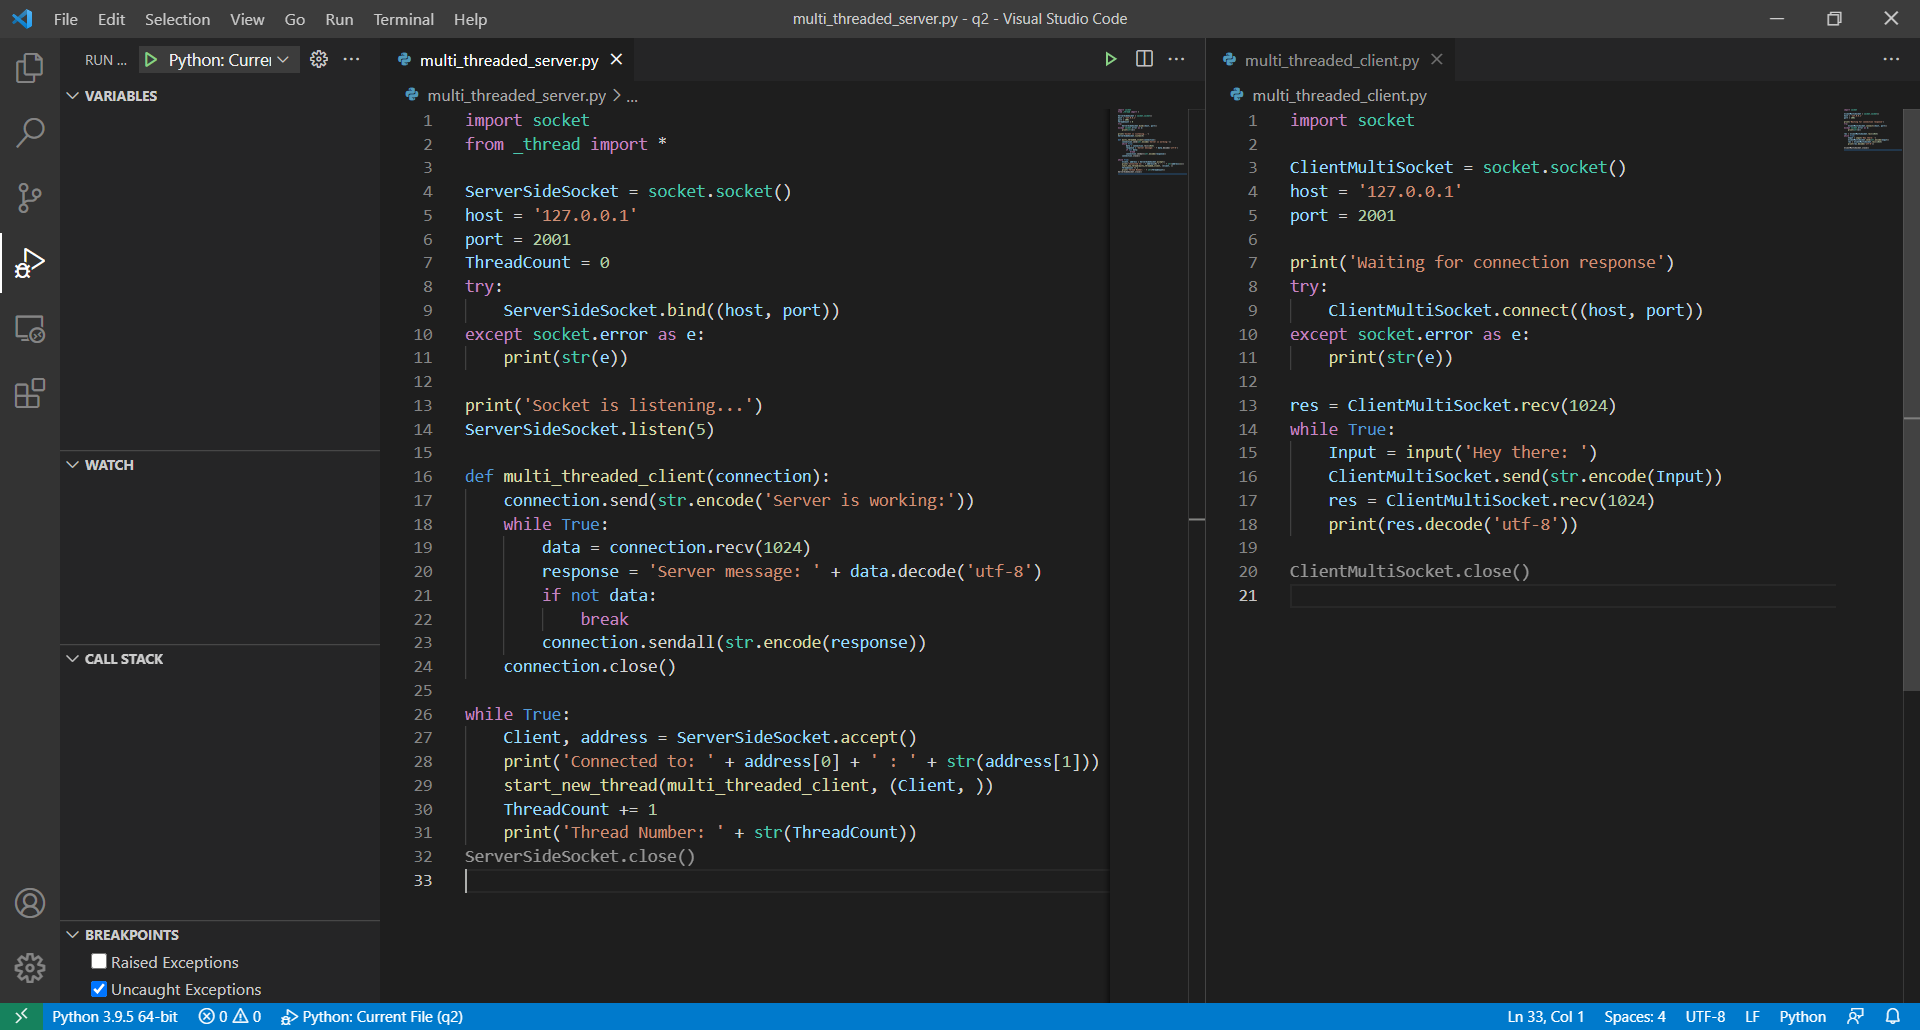 File Edit Selection View Go Run Terminal Help
multi_threaded_server.py - q2 - Visual Studio Code
RUN ... Python: Currer
VARIABLES
WATCH
CALL STACK
BREAKPOINTS
Raised Exceptions
Uncaught Exceptions
multi_threaded_server.py
multi_threaded_server.py > ...
1 import socket
2 from _thread import *
3
4 ServerSideSocket = socket.socket()
5 host = '127.0.0.1'
6 port = 2001
7 ThreadCount = 0
8 try:
9     ServerSideSocket.bind((host, port))
10 except socket.error as e:
11     print(str(e))
12
13 print('Socket is listening...')
14 ServerSideSocket.listen(5)
15
16 def multi_threaded_client(connection):
17     connection.send(str.encode('Server is working:'))
18     while True:
19         data = connection.recv(1024)
20         response = 'Server message: ' + data.decode('utf-8')
21         if not data:
22             break
23         connection.sendall(str.encode(response))
24     connection.close()
25
26 while True:
27     Client, address = ServerSideSocket.accept()
28     print('Connected to: ' + address[0] + ' : ' + str(address[1]))
29     start_new_thread(multi_threaded_client, (Client, ))
30     ThreadCount += 1
31     print('Thread Number: ' + str(ThreadCount))
32 ServerSideSocket.close()
33
multi_threaded_client.py
multi_threaded_client.py
1 import socket
2
3 ClientMultiSocket = socket.socket()
4 host = '127.0.0.1'
5 port = 2001
6
7 print('Waiting for connection response')
8 try:
9     ClientMultiSocket.connect((host, port))
10 except socket.error as e:
11     print(str(e))
12
13 res = ClientMultiSocket.recv(1024)
14 while True:
15     Input = input('Hey there: ')
16     ClientMultiSocket.send(str.encode(Input))
17     res = ClientMultiSocket.recv(1024)
18     print(res.decode('utf-8'))
19
20 ClientMultiSocket.close()
21
Python 3.9.5 64-bit 0 0 Python: Current File (q2) Ln 33, Col 1 Spaces: 4 UTF-8 LF Python